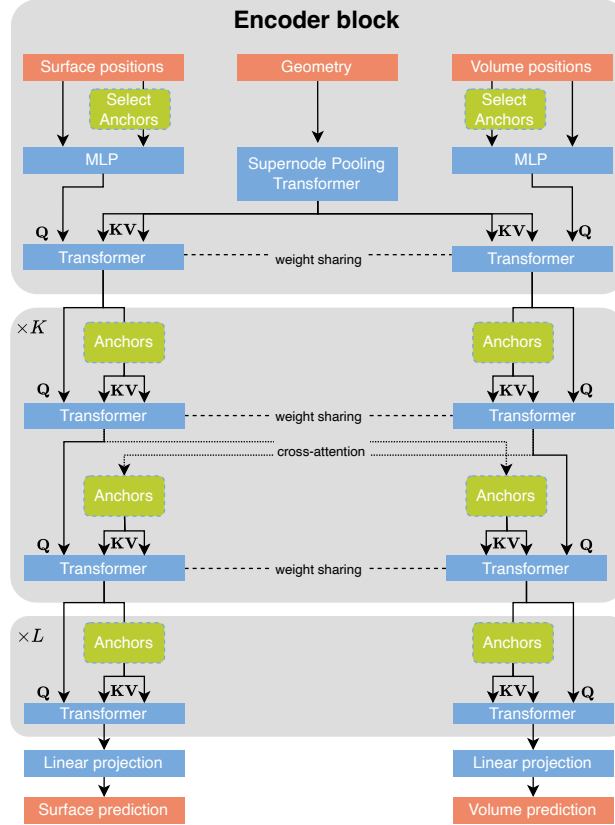 Encoder block
Surface positions
Geometry
Volume positions
Select
Anchors
Select
Anchors
MLP
Supernode Pooling
Transformer
MLP
Q
KV
KV
Q
Transformer
weight sharing
Transformer
×K
Anchors
Anchors
Q
KV
KV
Q
Transformer
weight sharing
Transformer
cross-attention
Anchors
Anchors
Q
KV
KV
Q
Transformer
weight sharing
Transformer
×L
Anchors
Anchors
Q
KV
KV
Q
Transformer
Transformer
Linear projection
Linear projection
Surface prediction
Volume prediction